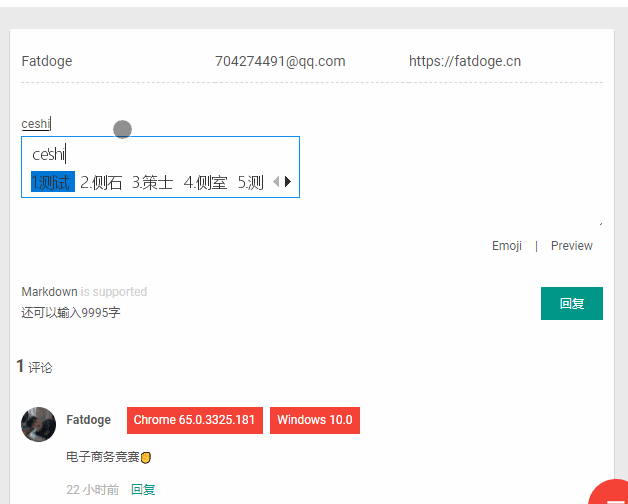 Fatdoge 704274491@qq.com https://fatdoge.cn
ceshi
ce'shi
1.测试 2.侧石 3.策士 4.侧室 5.测
Emoji | Preview
Markdown is supported
还可以输入9995字
回复
1 评论
Fatdoge Chrome 65.0.3325.181 Windows 10.0
电子商务竞赛✊
22 小时前 回复